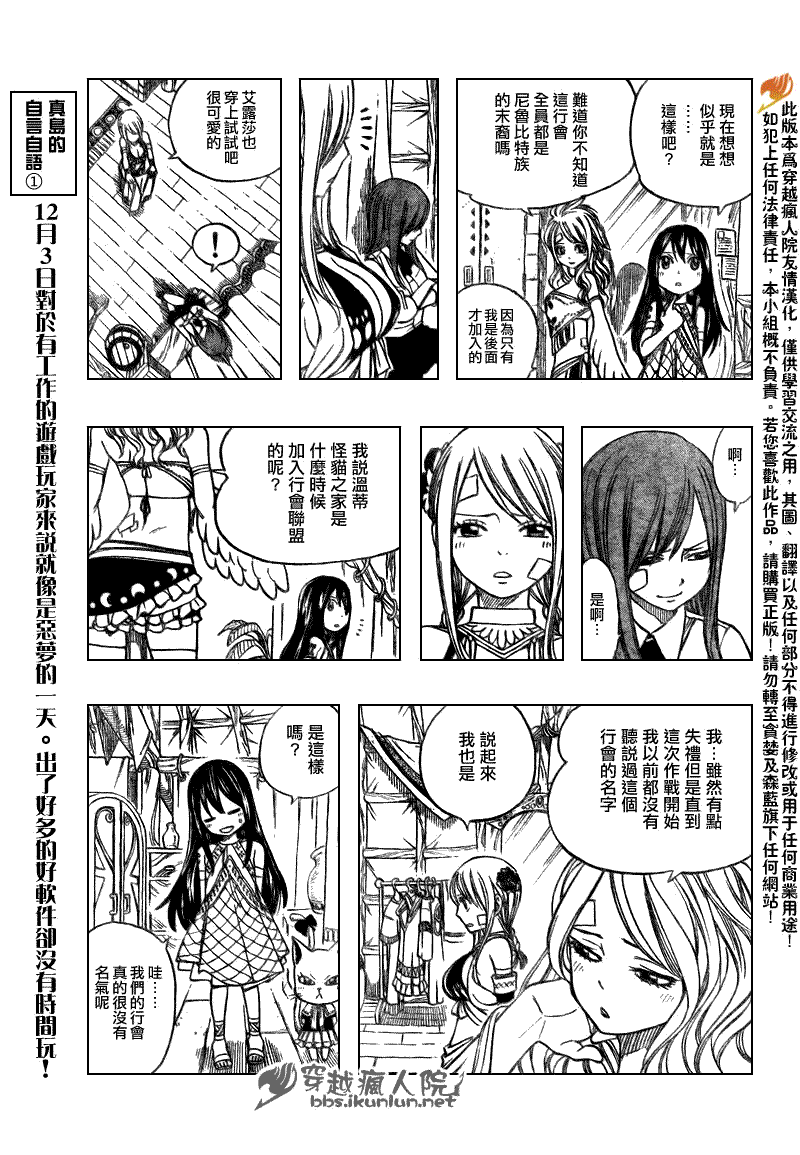 現在想想
似乎就是
……
這樣吧?
難道你不知道
這行會
全員都是
尼魯比特族
的末裔嗎
因為只有
我是後面
才加入的
艾露莎也
穿上試試吧
很可愛的
!
啊…
是啊…
我說溫蒂
怪貓之家是
什麼時候
加入行會聯盟
的呢?
我…雖然有點
失禮但是直到
這次作戰開始
我以前都沒有
聽說過這個
行會的名字
說起來
我也是
是這樣
嗎?
哇……
我們的行會
真的很沒有
名氣呢
真島的
自言自語①
12月3日對於有工作的遊戲玩家來說就像是惡夢的一天。出了好多的好軟件卻沒有時間玩!
此版本爲穿越瘋人院友情漢化,僅供學習交流之用,其圖、翻譯以及任何部分不得進行修改或用于任何商業用途!
如犯上任何法律責任,本小組概不負責。若您喜歡此作品,請購買正版!請勿轉至貪婪及森藍旗下任何網站!
穿越瘋人院
bbs.ikunlun.net